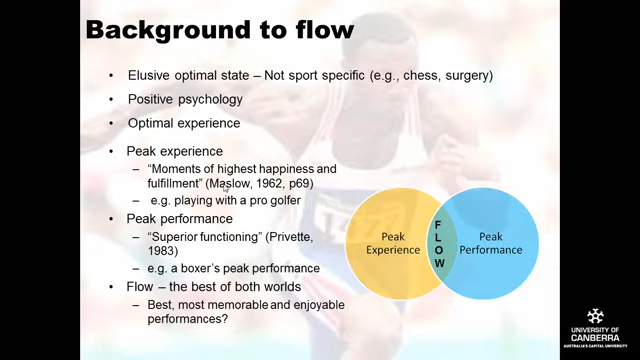 Background to flow
• Elusive optimal state – Not sport specific (e.g., chess, surgery)
• Positive psychology
• Optimal experience
• Peak experience
– “Moments of highest happiness and
fulfillment” (Maslow, 1962, p69)
– e.g. playing with a pro golfer
• Peak performance
– “Superior functioning” (Privette,
1983)
– e.g. a boxer's peak performance
• Flow – the best of both worlds
– Best, most memorable and enjoyable
performances?
Peak
Experience
F
L
O
W
Peak
Performance
UNIVERSITY OF
CANBERRA
AUSTRALIA'S CAPITAL UNIVERSITY